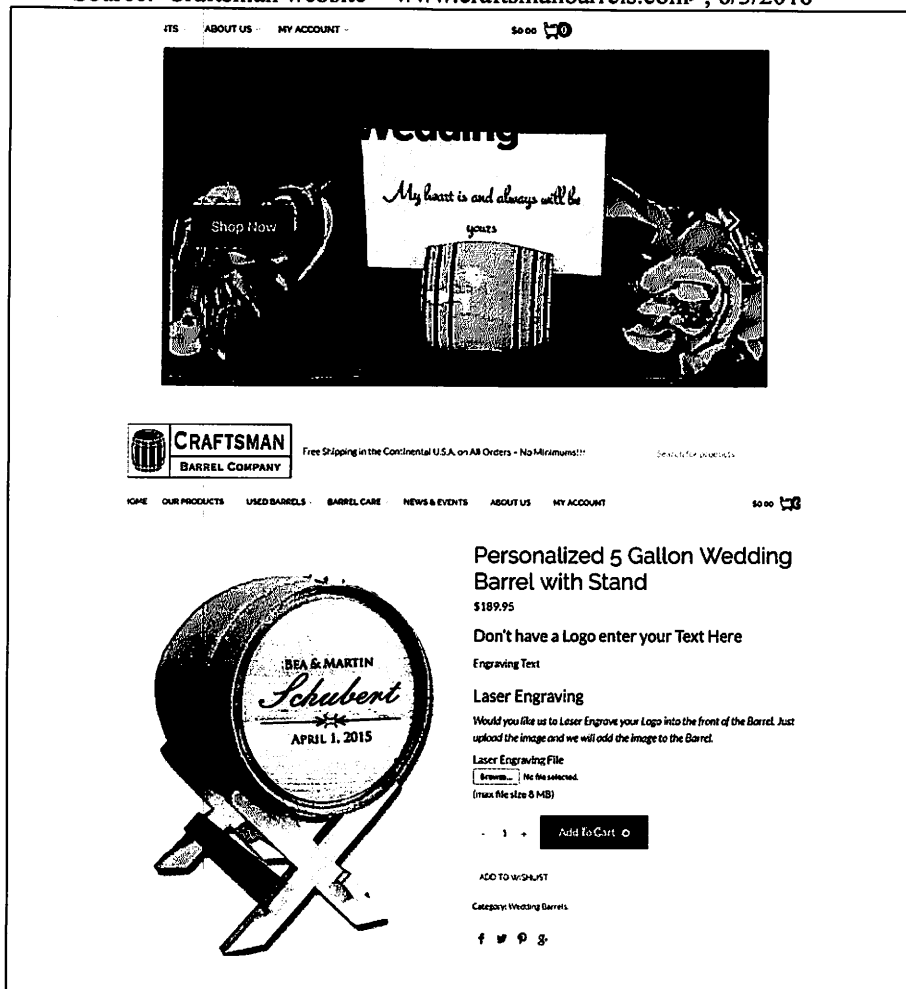 ABOUT US
MY ACCOUNT
$0.00 0
Wedding
My heart is and always will be
yours
Shop Now
CRAFTSMAN
BARREL COMPANY
Free Shipping in the Continental U.S.A. on All Orders - No Minimums!!!
Search for products
HOME OUR PRODUCTS USED BARRELS BARREL CARE NEWS & EVENTS ABOUT US MY ACCOUNT $0.00
Personalized 5 Gallon Wedding
Barrel with Stand
$189.95
Don't have a Logo enter your Text Here
Engraving Text
Laser Engraving
Would you like us to Laser Engrave your Logo into the front of the Barrel. Just
upload the image and we will add the image to the Barrel.
Laser Engraving File
Browse... No file selected.
(max file size 8 MB)
- 1 + Add To Cart
ADD TO WISHLIST
Category: Wedding Barrels
BEA & MARTIN
Schubert
APRIL 1, 2015